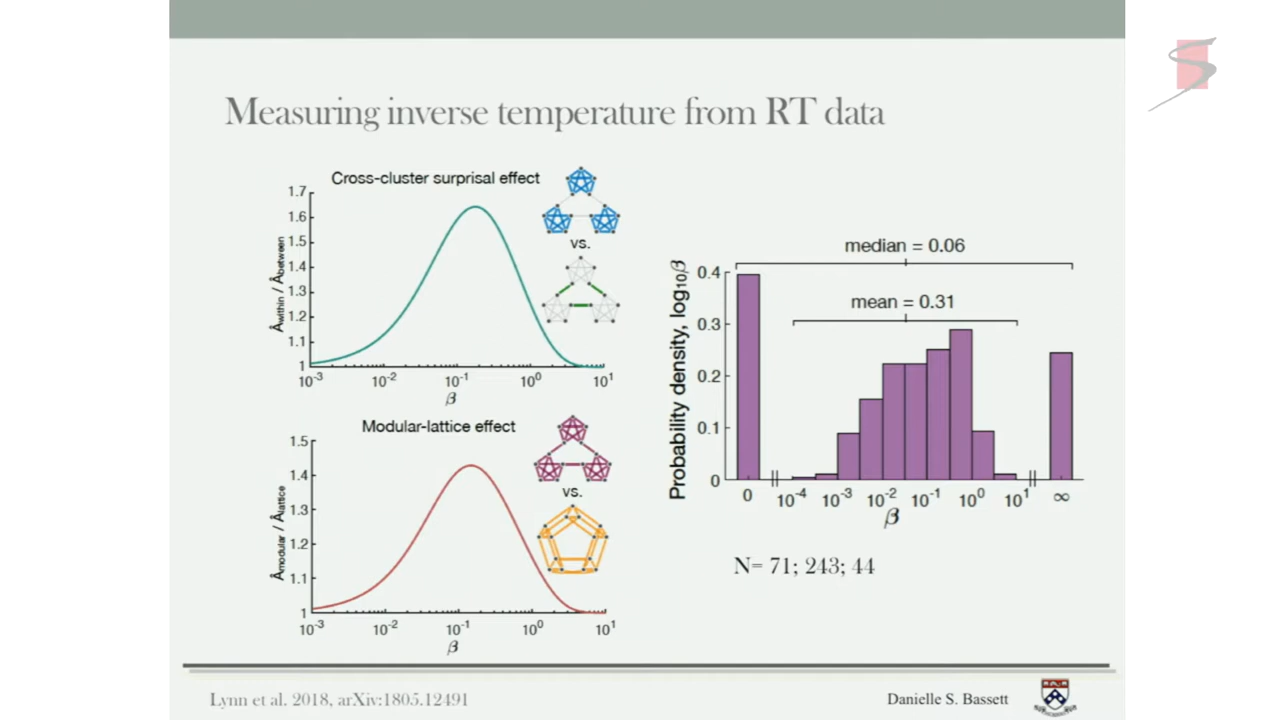 Measuring inverse temperature from RT data
Cross-cluster surprisal effect
1.7
1.6
1.5
1.4
1.3
1.2
1.1
1
Âwithin / Âbetween
10⁻³ 10⁻² 10⁻¹ 10⁰ 10¹
β
vs.
Modular-lattice effect
1.5
1.4
1.3
1.2
1.1
1
Âmodular / Âlattice
10⁻³ 10⁻² 10⁻¹ 10⁰ 10¹
β
vs.
median = 0.06
mean = 0.31
Probability density, log₁₀β
0.4
0.3
0.2
0.1
0
0 10⁻⁴ 10⁻³ 10⁻² 10⁻¹ 10⁰ 10¹ ∞
β
N= 71; 243; 44
Lynn et al. 2018, arXiv:1805.12491
Danielle S. Bassett